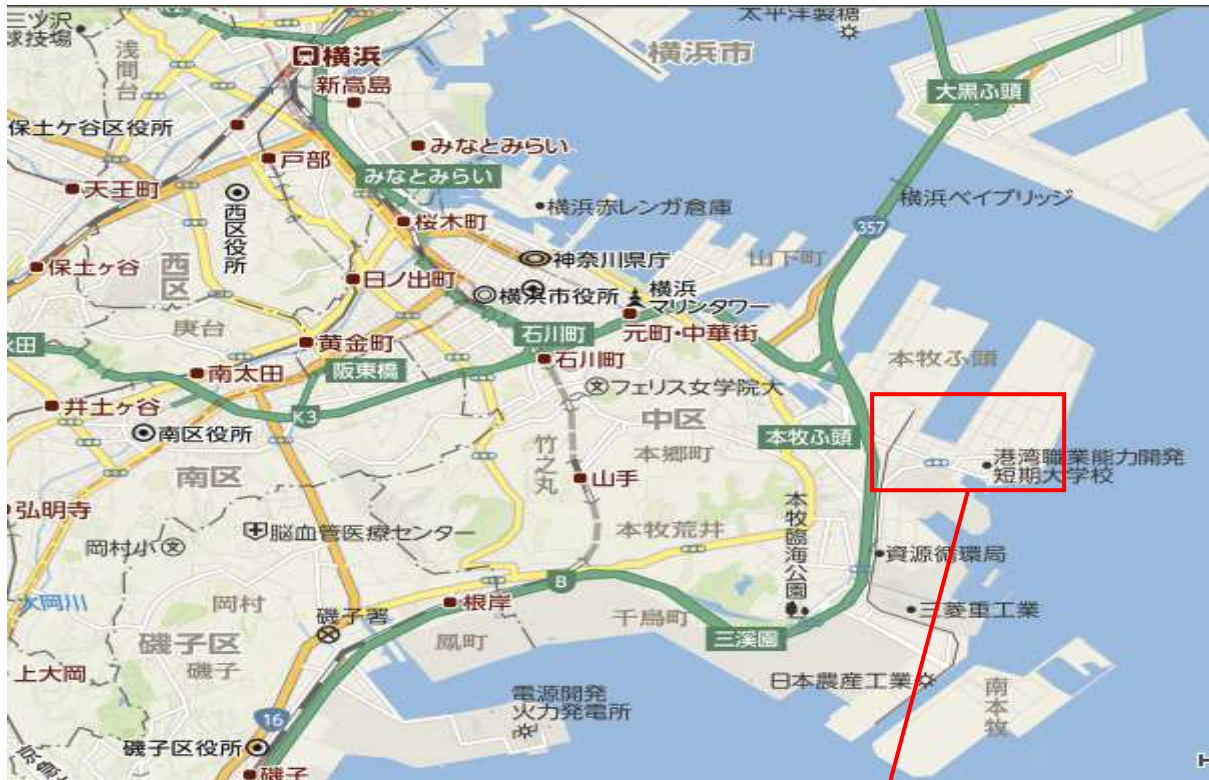 三ツ沢
球技場
浅間台
横浜
新高島
太平洋製糖
横浜市
大黒ふ頭
保土ケ谷区役所
みなとみらい
戸部
みなとみらい
天王町
西区役所
横浜赤レンガ倉庫
横浜ベイブリッジ
桜木町
357
保土ヶ谷
西区
日ノ出町
神奈川県庁
山下町
横浜市役所
横浜
マリンタワー
庚台
黄金町
石川町
元町・中華街
田
阪東橋
石川町
本牧ふ頭
南太田
フェリス女学院大
井土ヶ谷
K3
中区
南区役所
竹之丸
本郷町
本牧ふ頭
港湾職業能力開発
短期大学校
南区
山手
弘明寺
脳血管医療センター
本牧荒井
本牧臨海公園
岡村小
資源循環局
B
大岡川
岡村
磯子署
根岸
千鳥町
三菱重工業
磯子区
鳳町
三溪園
上大岡
磯子
日本農産工業
電源開発
火力発電所
南本牧
16
磯子区役所
磯子